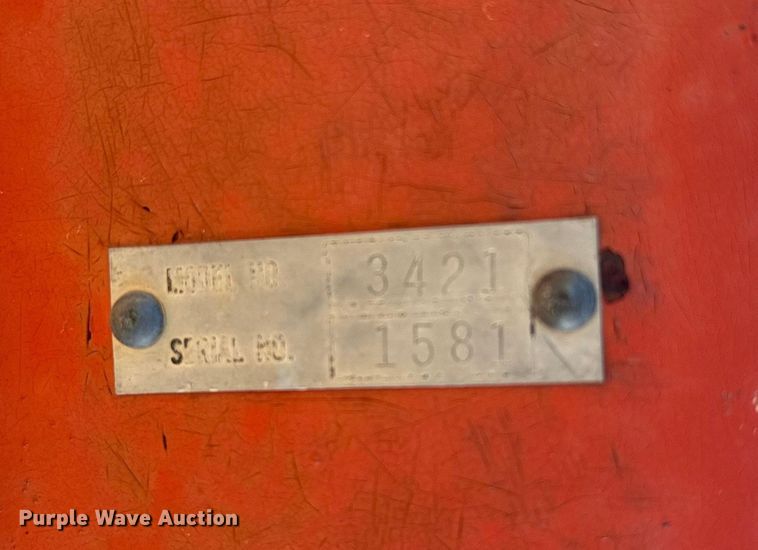 MODEL NO 3421
SERIAL NO. 1581
Purple Wave Auction